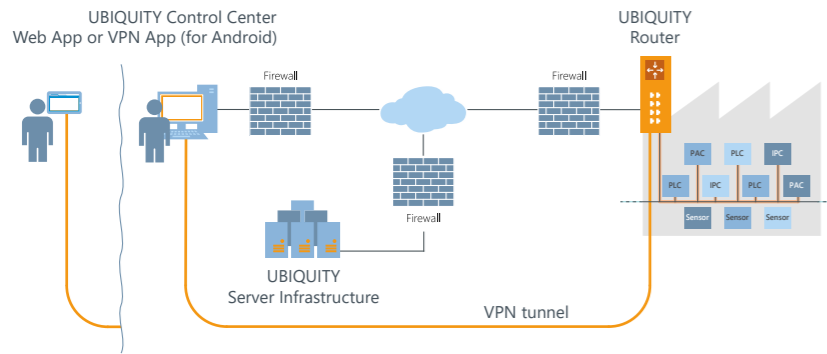 UBIQUITY Control Center
Web App or VPN App (for Android)
UBIQUITY
Router
Firewall
Firewall
PAC
PLC
IPC
PLC
IPC
PLC
PAC
Firewall
Sensor
Sensor
Sensor
UBIQUITY
Server Infrastructure
VPN tunnel